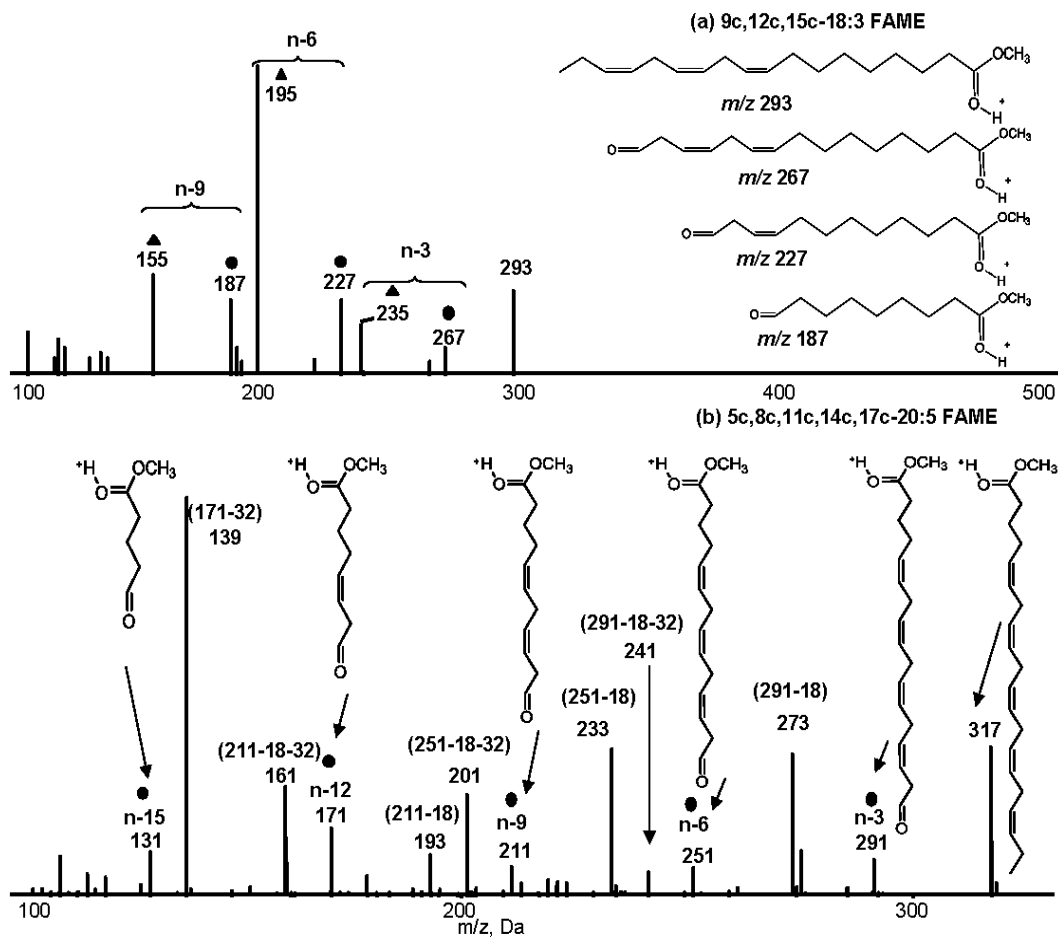 (a) 9c,12c,15c-18:3 FAME
n-6
195
n-9
155
187
227
n-3
235
267
293
OCH₃
O
H
+
m/z 293
O
OCH₃
O
H
+
m/z 267
O
OCH₃
O
H
+
m/z 227
O
OCH₃
O
H
+
m/z 187
100 200 300 400 500
(b) 5c,8c,11c,14c,17c-20:5 FAME
+H OCH₃
O
O
+H OCH₃
O
O
+H OCH₃
O
O
+H OCH₃
O
O
+H OCH₃
O
O
+H OCH₃
O
(171-32)
139
(291-18-32)
241
(251-18)
233
(291-18)
273
317
(211-18-32)
161
(251-18-32)
201
n-12
171
(211-18)
193
n-9
211
n-15
131
n-6
251
n-3
291
100 200 300
m/z, Da